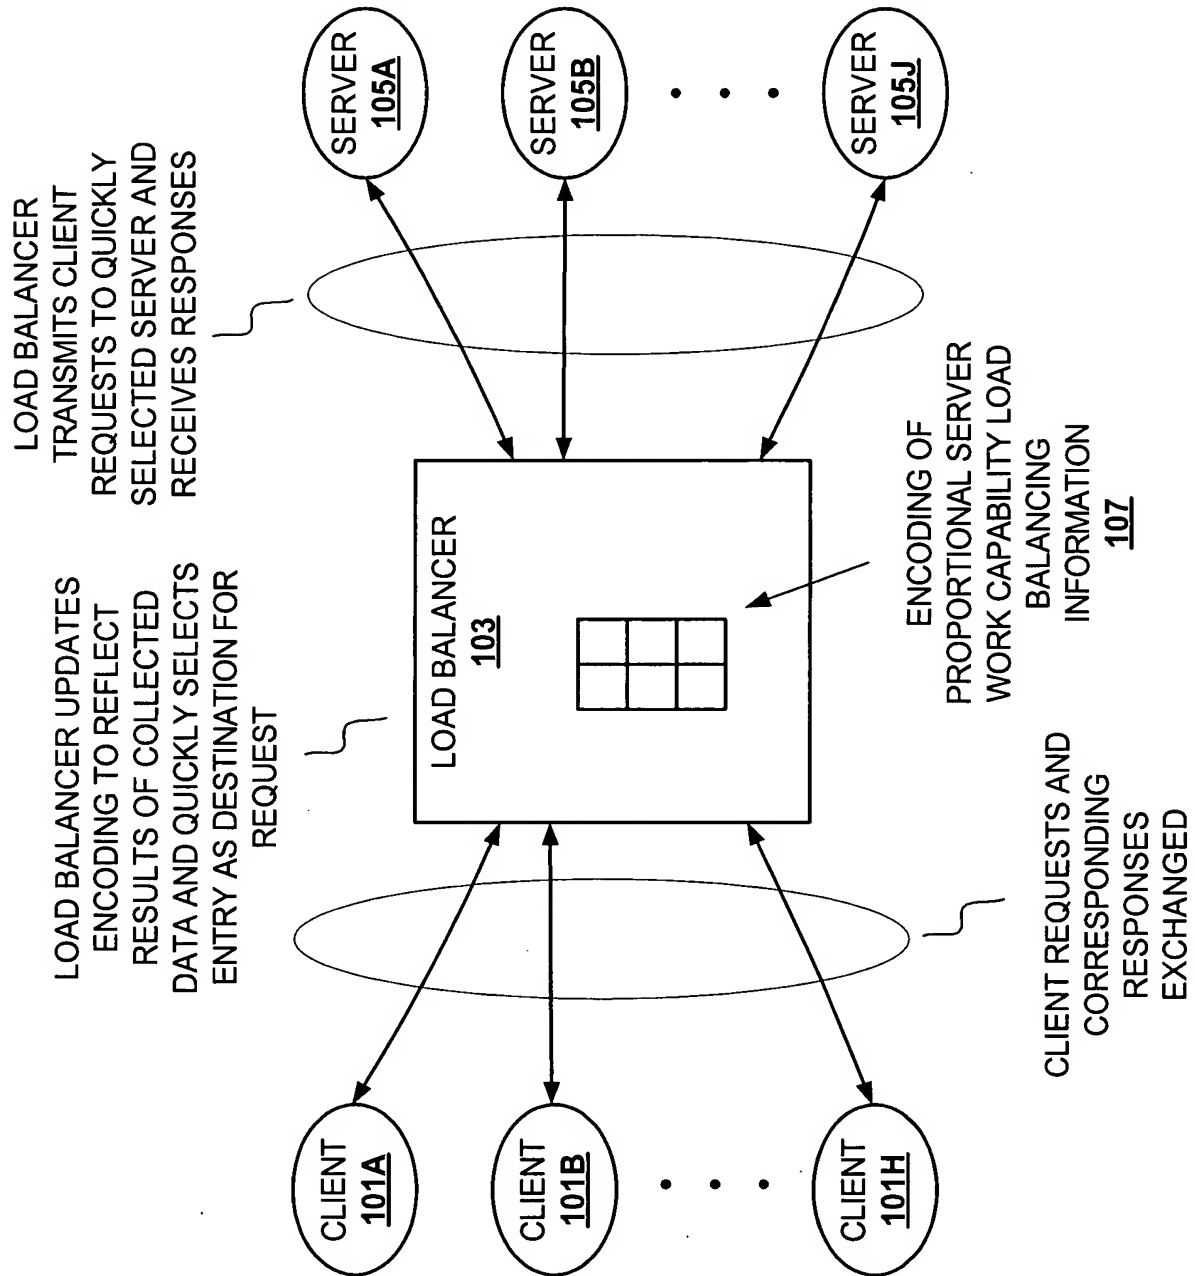 LOAD BALANCER
TRANSMITS CLIENT
REQUESTS TO QUICKLY
SELECTED SERVER AND
RECEIVES RESPONSES
LOAD BALANCER UPDATES
ENCODING TO REFLECT
RESULTS OF COLLECTED
DATA AND QUICKLY SELECTS
ENTRY AS DESTINATION FOR
REQUEST
CLIENT
101A
CLIENT
101B
CLIENT
101H
LOAD BALANCER
103
SERVER
105A
SERVER
105B
SERVER
105J
CLIENT REQUESTS AND
CORRESPONDING
RESPONSES
EXCHANGED
ENCODING OF
PROPORTIONAL SERVER
WORK CAPABILITY LOAD
BALANCING
INFORMATION
107